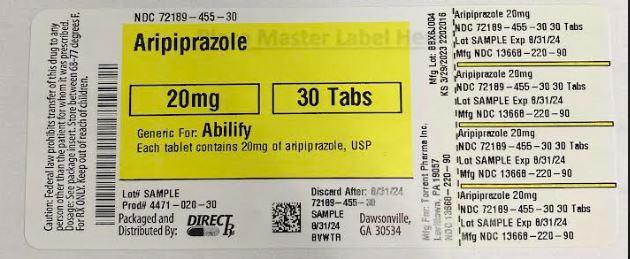 Caution: Federal law prohibits transfer of this drug to any
person other than the patient for whom it was prescribed.
Dosage: See package insert. Store between 68-77 degrees F.
For RX ONLY. Keep out of reach of children.
NDC 72189-455-30
Master Label
Aripiprazole
20mg
30 Tabs
Generic For: Abilify
Each tablet contains 20mg of aripiprazole, USP
Lot# SAMPLE
Prod# 4471-020-30
Packaged and
Distributed By:
DIRECT Rx
Discard After: 8/31/24
72189-455-30
SAMPLE
8/31/24
BVWTR
Dawsonville,
GA 30534
Mfg Lot: BBX6J004
KS 3/29/2023 2202016
Mfg For: Torrent Pharma Inc.
Levittown, PA 19057
NDC 13668-220-90
Aripiprazole 20mg
NDC 72189-455-30 30 Tabs
Lot SAMPLE Exp 8/31/24
Mfg NDC 13668-220-90
Aripiprazole 20mg
NDC 72189-455-30 30 Tabs
Lot SAMPLE Exp 8/31/24
Mfg NDC 13668-220-90
Aripiprazole 20mg
NDC 72189-455-30 30 Tabs
Lot SAMPLE Exp 8/31/24
Mfg NDC 13668-220-90
Aripiprazole 20mg
NDC 72189-455-30 30 Tabs
Lot SAMPLE Exp 8/31/24
Mfg NDC 13668-220-90